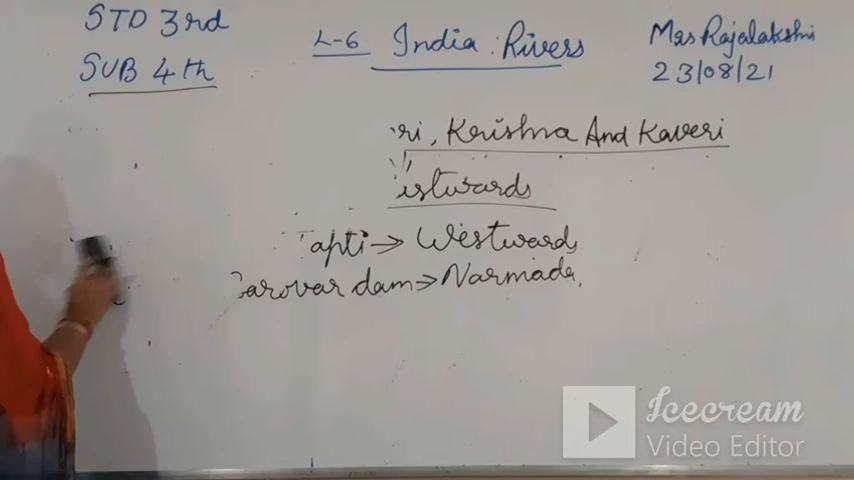 STD 3rd
SUB 4th
L-6 India : Rivers
Mrs Rajalakshmi
23/08/21
ri, Krishna And Kaveri
stwards
apti → Westward
arovar dam → Narmada.
Icecream
Video Editor